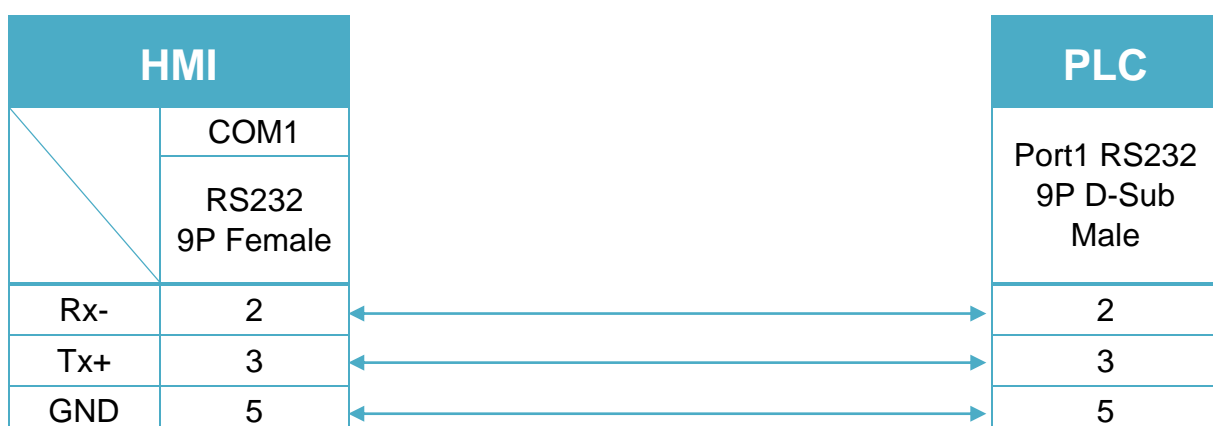 HMI
PLC
COM1
RS232
9P Female
Port1 RS232
9P D-Sub
Male
Rx-
2
2
Tx+
3
3
GND
5
5